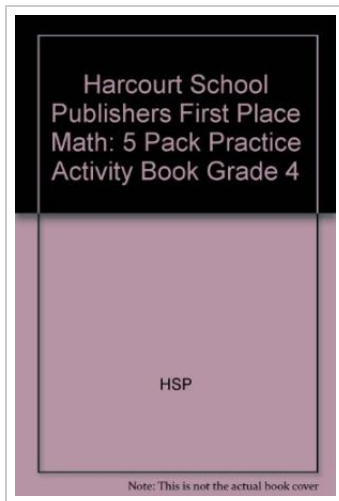 Harcourt School
Publishers First Place
Math: 5 Pack Practice
Activity Book Grade 4
HSP
Note: This is not the actual book cover